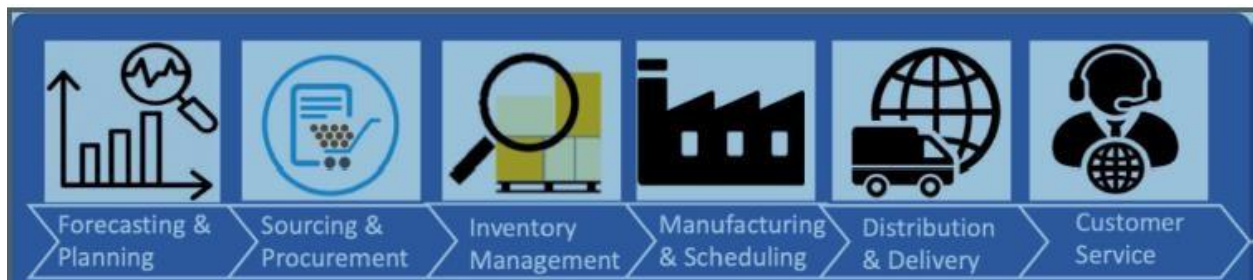 Forecasting &
Planning
Sourcing &
Procurement
Inventory
Management
Manufacturing
& Scheduling
Distribution
& Delivery
Customer
Service